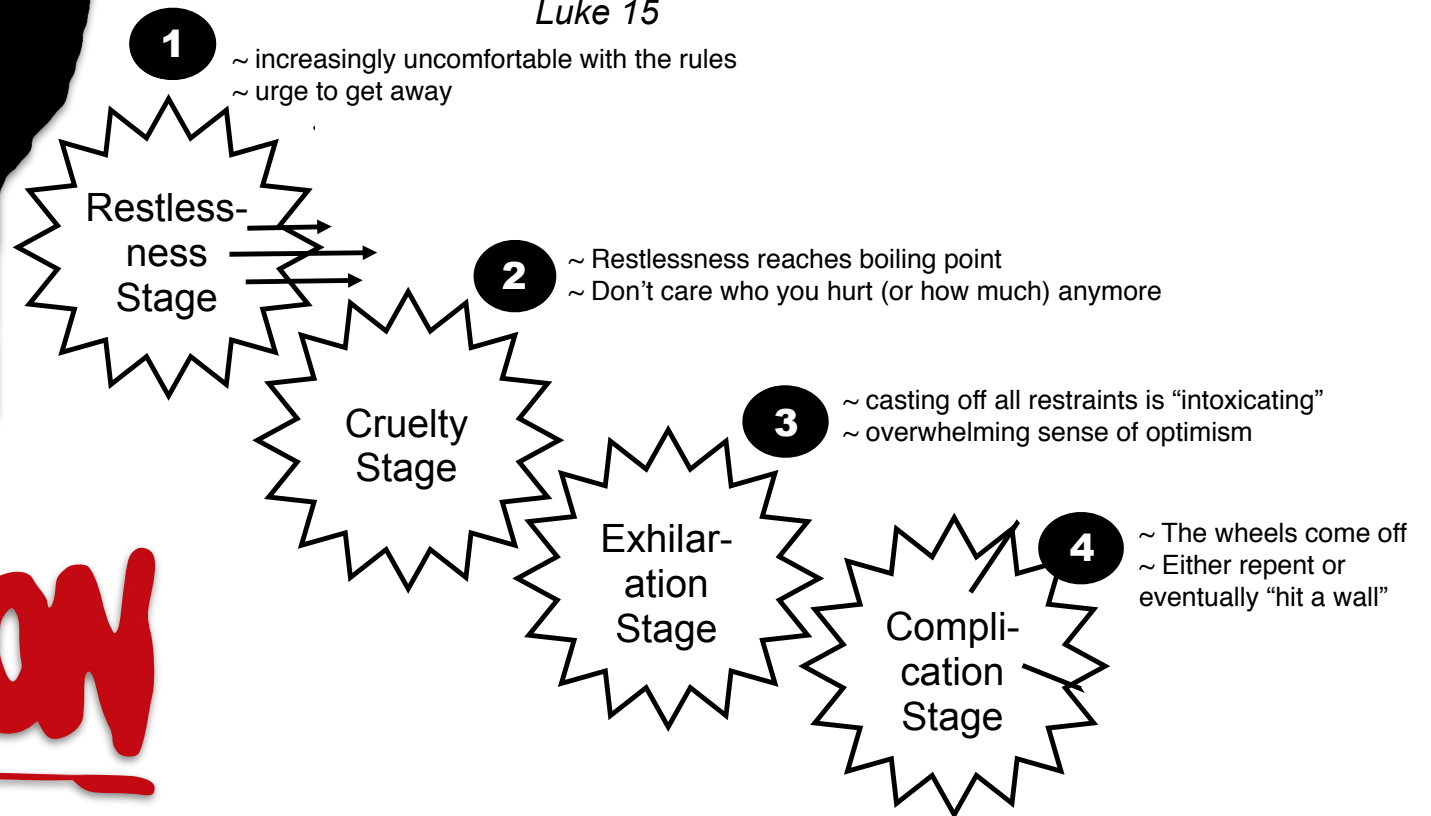 Luke 15
1
~ increasingly uncomfortable with the rules
~ urge to get away
Restless-
ness
Stage
2
~ Restlessness reaches boiling point
~ Don’t care who you hurt (or how much) anymore
Cruelty
Stage
3
~ casting off all restraints is “intoxicating”
~ overwhelming sense of optimism
Exhilar-
ation
Stage
4
~ The wheels come off
~ Either repent or
eventually “hit a wall”
Compli-
cation
Stage